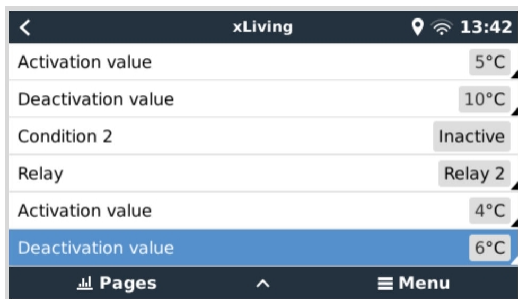 xLiving 13:42
Activation value 5°C
Deactivation value 10°C
Condition 2 Inactive
Relay Relay 2
Activation value 4°C
Deactivation value 6°C
Pages Menu